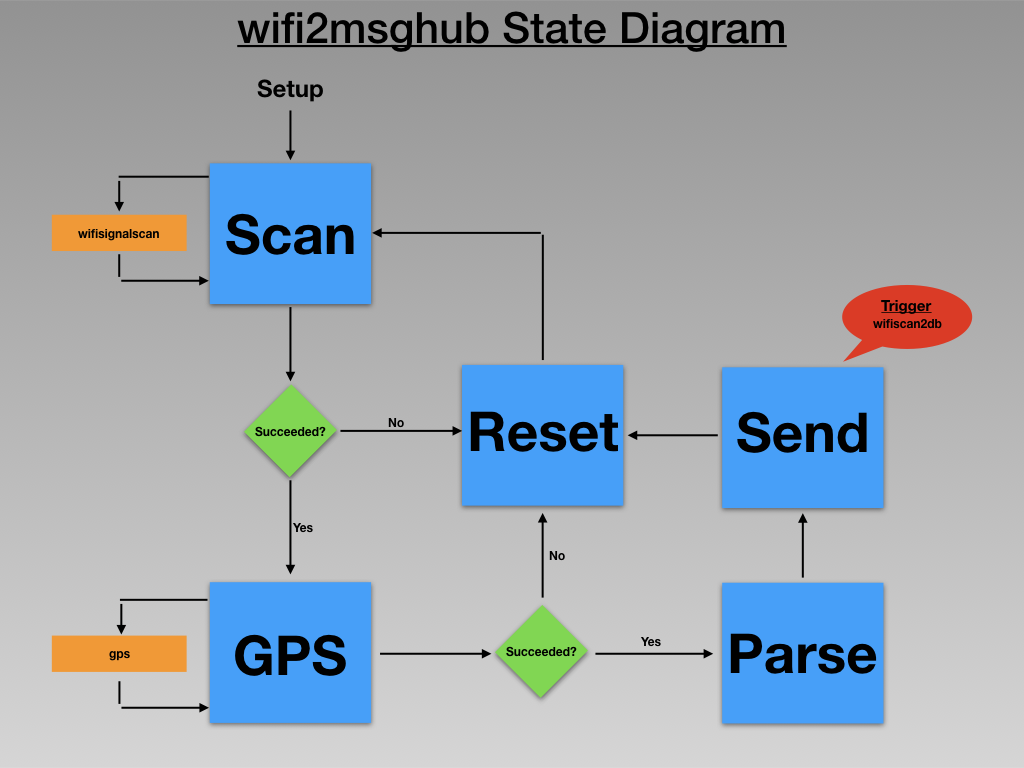 wifi2msghub State Diagram
Setup
wifisignalscan
Scan
Trigger
wifiscan2db
Succeeded?
No
Reset
Send
Yes
No
gps
GPS
Succeeded?
Yes
Parse